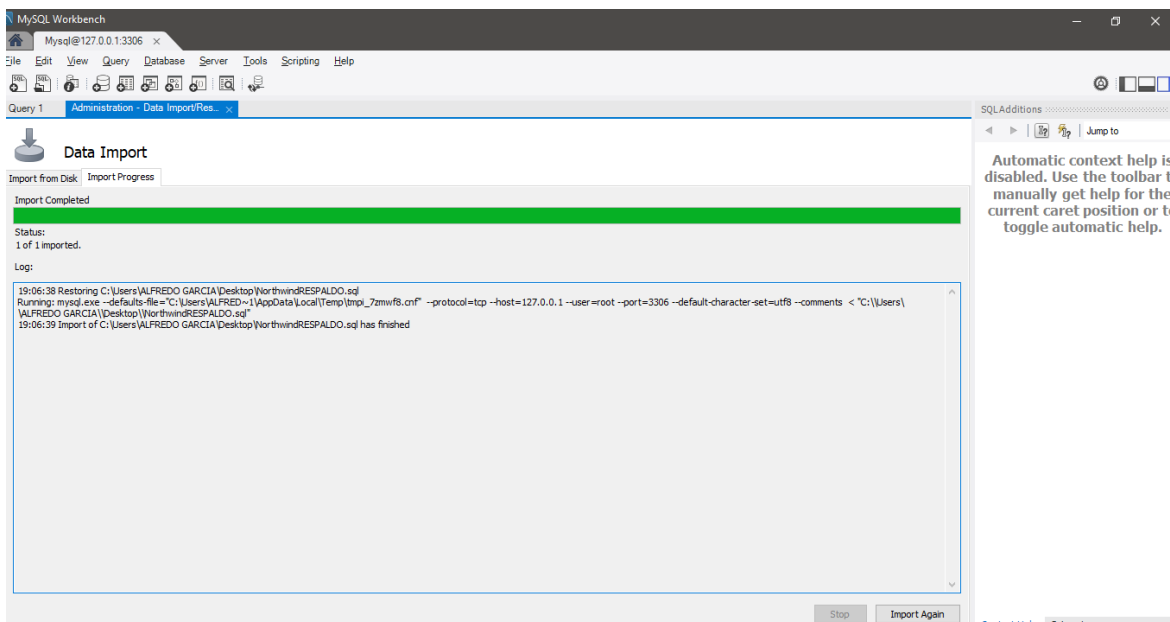 MySQL Workbench
Mysql@127.0.0.1:3306 ×
File Edit View Query Database Server Tools Scripting Help
Query 1 Administration - Data Import/Res... ×
SQLAdditions
Jump to
Data Import
Import from Disk Import Progress
Import Completed
Status:
1 of 1 imported.
Log:
19:06:38 Restoring C:\Users\ALFREDO GARCIA\Desktop\NorthwindRESPALDO.sql
Running: mysql.exe --defaults-file="C:\Users\ALFRED~1\AppData\Local\Temp\tmpi_7zmwf8.cnf" --protocol=tcp --host=127.0.0.1 --user=root --port=3306 --default-character-set=utf8 --comments < "C:\\Users\
\ALFREDO GARCIA\\Desktop\\NorthwindRESPALDO.sql"
19:06:39 Import of C:\Users\ALFREDO GARCIA\Desktop\NorthwindRESPALDO.sql has finished
Automatic context help is
disabled. Use the toolbar t
manually get help for the
current caret position or t
toggle automatic help.
Stop Import Again